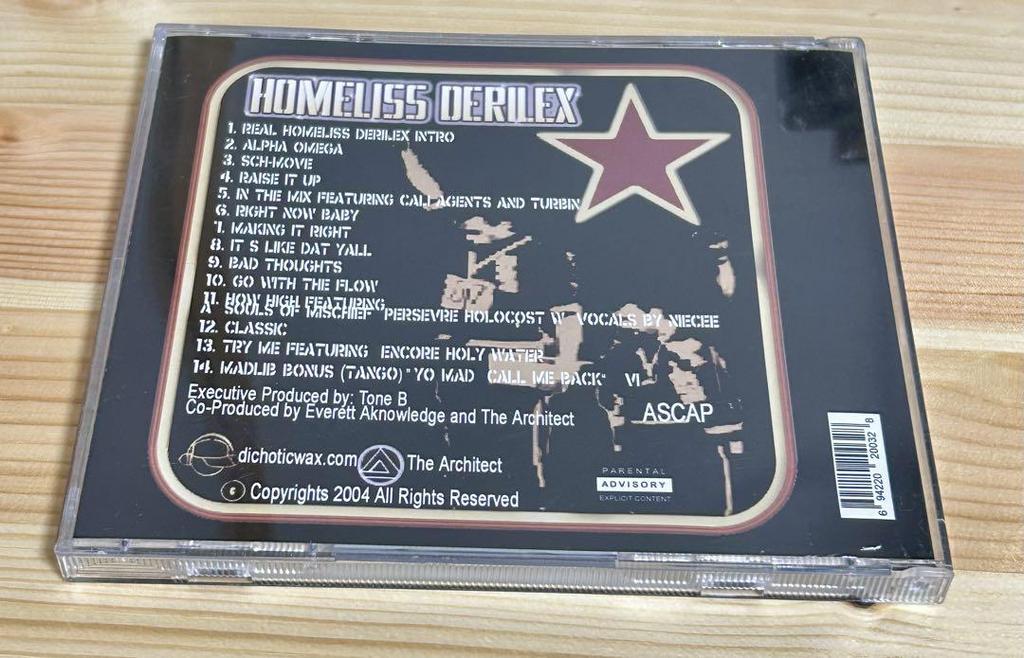 HOMELISS DERILEX
1. REAL HOMELISS DERILEX INTRO
2. ALPHA OMEGA
3. SCH-MOVE
4. RAISE IT UP
5. IN THE MIX FEATURING CALI AGENTS AND TURBIN
6. RIGHT NOW BABY
7. MAKING IT RIGHT
8. IT S LIKE DAT YALL
9. BAD THOUGHTS
10. GO WITH THE FLOW
11. HOW HIGH FEATURING
A SOULS OF MISCHIEF "PERSEVRE HOLOCOST W VOCALS BY NIECEE
12. CLASSIC
13. TRY ME FEATURING ENCORE HOLY WATER
14. MADLIB BONUS (TANGO) "YO MAD CALL ME BACK" VI
Executive Produced by: Tone B
Co-Produced by Everett Aknowledge and The Architect
ASCAP
dichoticwax.com
The Architect
© Copyrights 2004 All Rights Reserved
PARENTAL
ADVISORY
EXPLICIT CONTENT
6 94220 20032 8